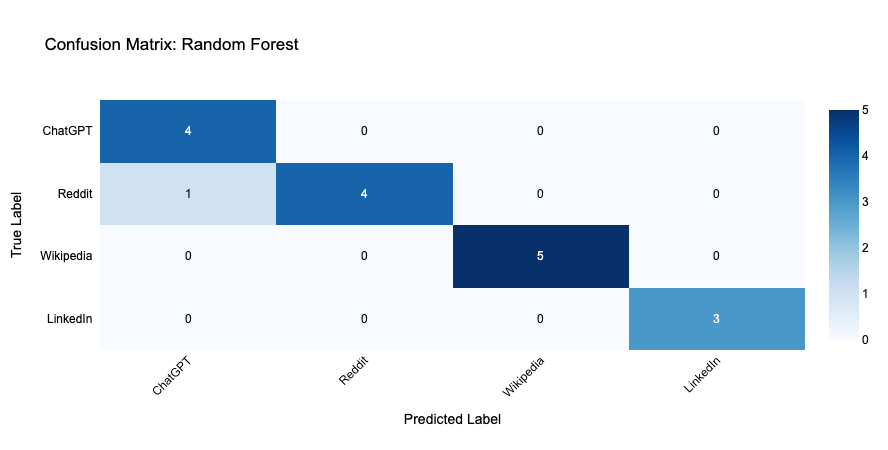 Confusion Matrix: Random Forest
ChatGPT 4 0 0 0
Reddit 1 4 0 0
Wikipedia 0 0 5 0
LinkedIn 0 0 0 3
True Label
ChatGPT Reddit Wikipedia LinkedIn
Predicted Label
5
4
3
2
1
0